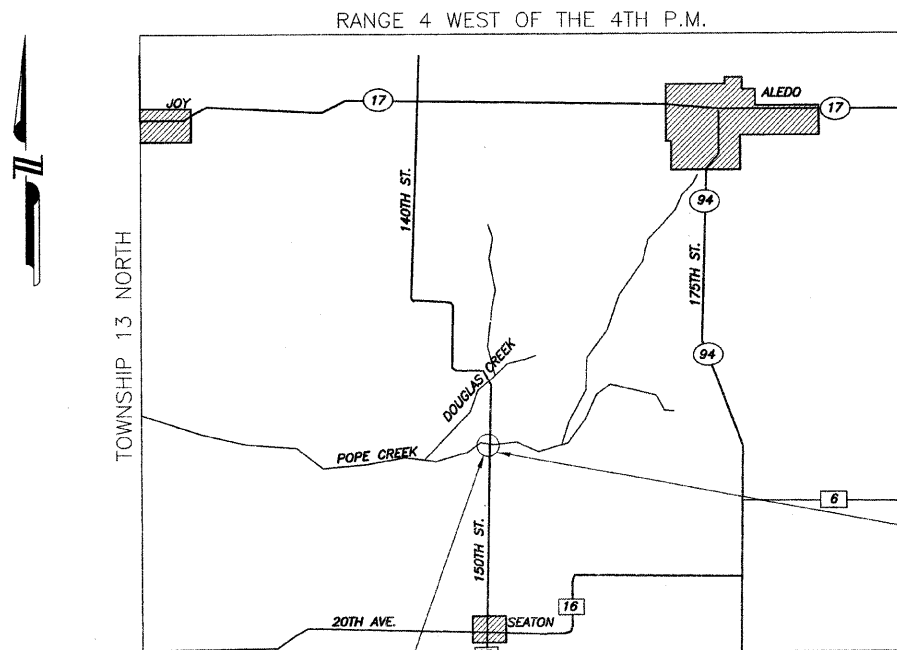 RANGE 4 WEST OF THE 4TH P.M.
JOY
17
ALEDO
17
140TH ST.
94
TOWNSHIP 13 NORTH
175TH ST.
94
DOUGLAS CREEK
POPE CREEK
6
150TH ST.
16
20TH AVE.
SEATON